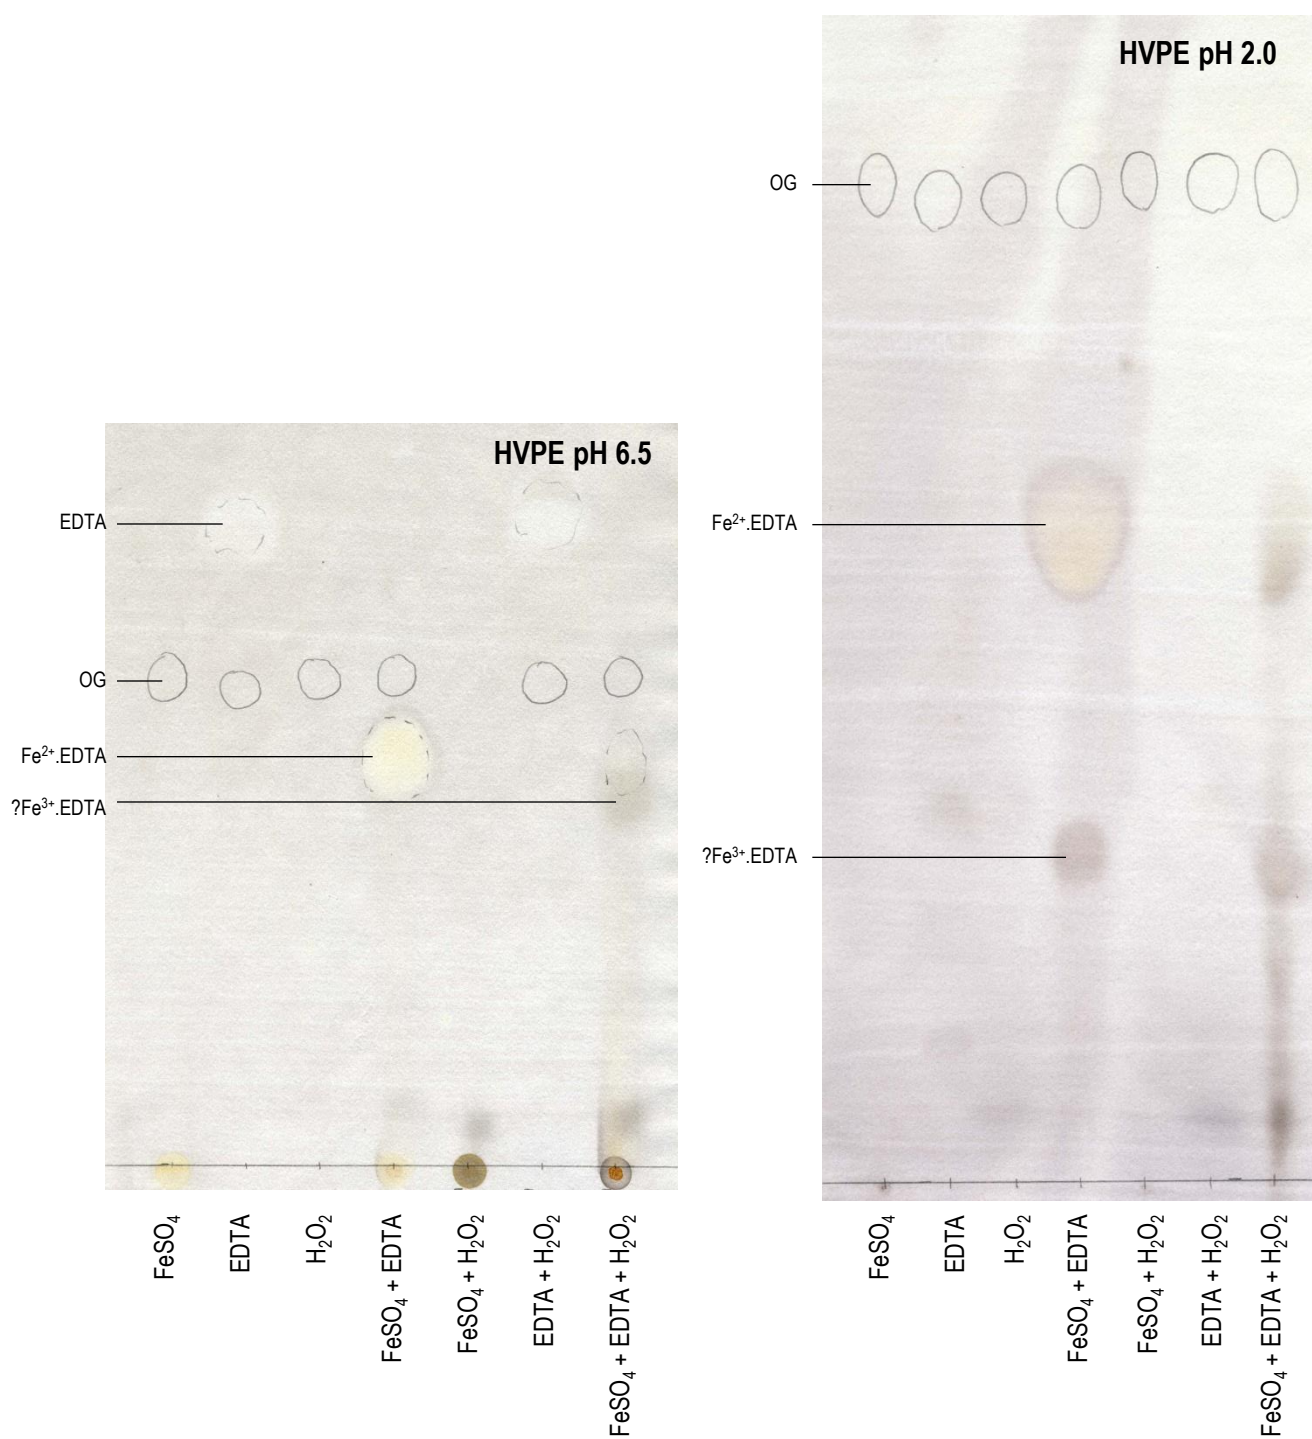 HVPE pH 6.5
EDTA
OG
Fe²⁺.EDTA
?Fe³⁺.EDTA
FeSO₄
EDTA
H₂O₂
FeSO₄ + EDTA
FeSO₄ + H₂O₂
EDTA + H₂O₂
FeSO₄ + EDTA + H₂O₂
HVPE pH 2.0
OG
Fe²⁺.EDTA
?Fe³⁺.EDTA
FeSO₄
EDTA
H₂O₂
FeSO₄ + EDTA
FeSO₄ + H₂O₂
EDTA + H₂O₂
FeSO₄ + EDTA + H₂O₂